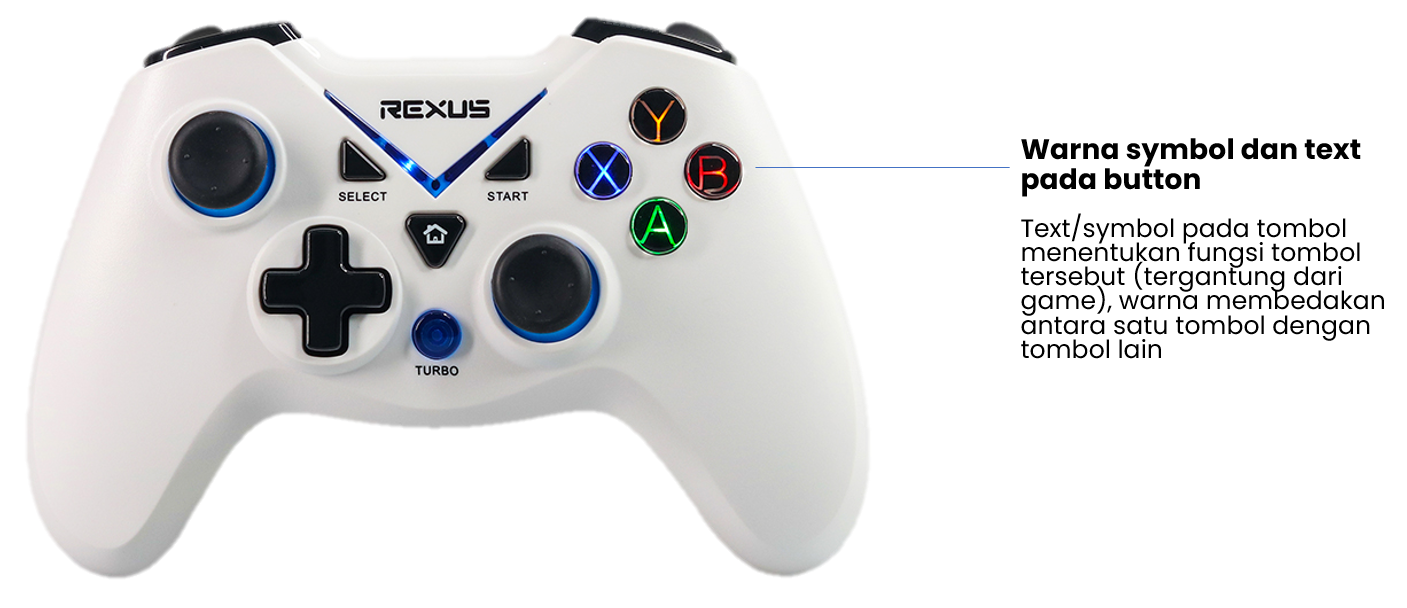 REXUS
SELECT
START
Y
X
B
A
TURBO
Warna symbol dan text
pada button
Text/symbol pada tombol
menentukan fungsi tombol
tersebut (tergantung dari
game), warna membedakan
antara satu tombol dengan
tombol lain